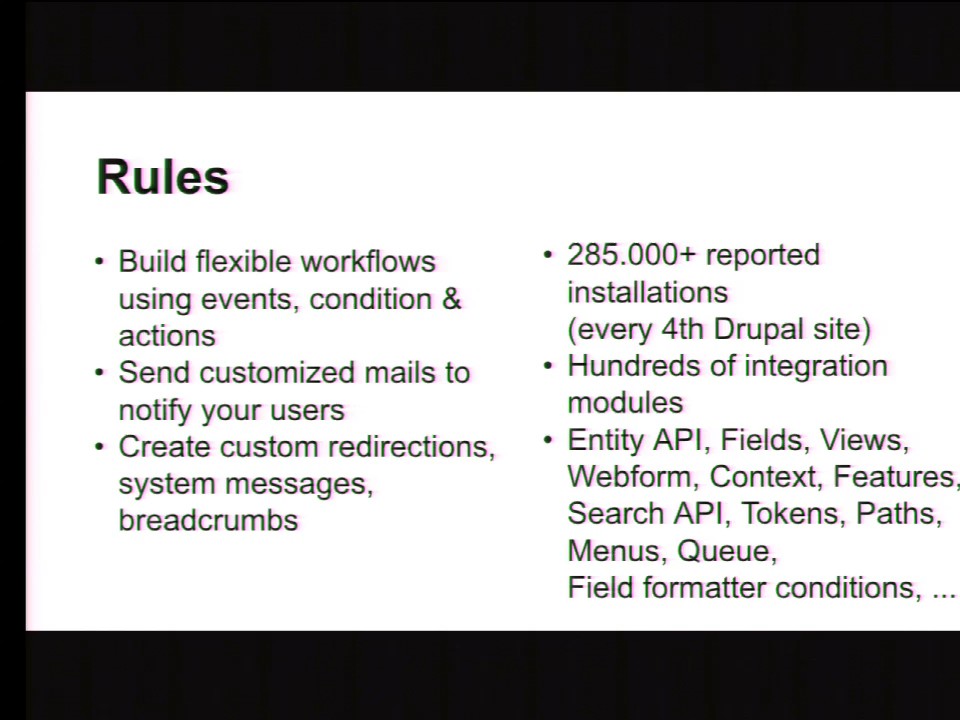 Rules
• Build flexible workflows
using events, condition &
actions
• Send customized mails to
notify your users
• Create custom redirections,
system messages,
breadcrumbs
• 285.000+ reported
installations
(every 4th Drupal site)
• Hundreds of integration
modules
• Entity API, Fields, Views,
Webform, Context, Features,
Search API, Tokens, Paths,
Menus, Queue,
Field formatter conditions, ...